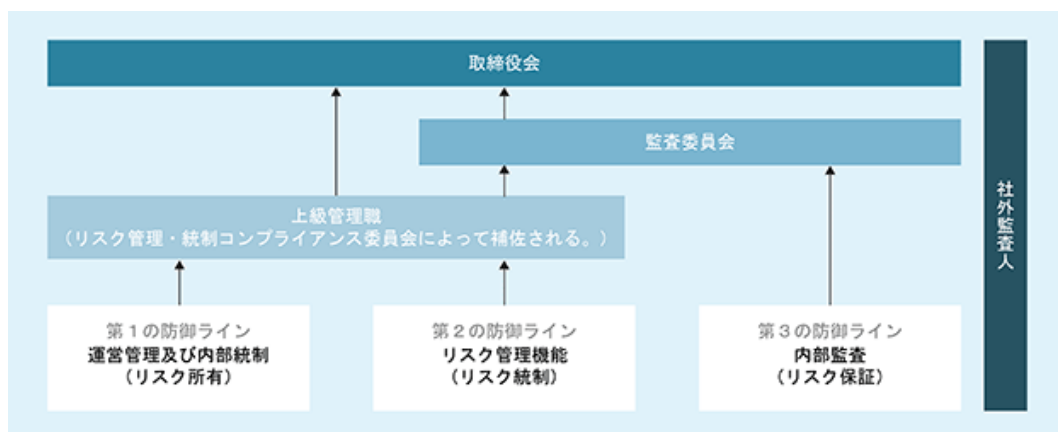 取締役会
監査委員会
上級管理職
（リスク管理・統制コンプライアンス委員会によって補佐される。）
第１の防御ライン
運営管理及び内部統制
（リスク所有）
第２の防御ライン
リスク管理機能
（リスク統制）
第３の防御ライン
内部監査
（リスク保証）
社外監査人